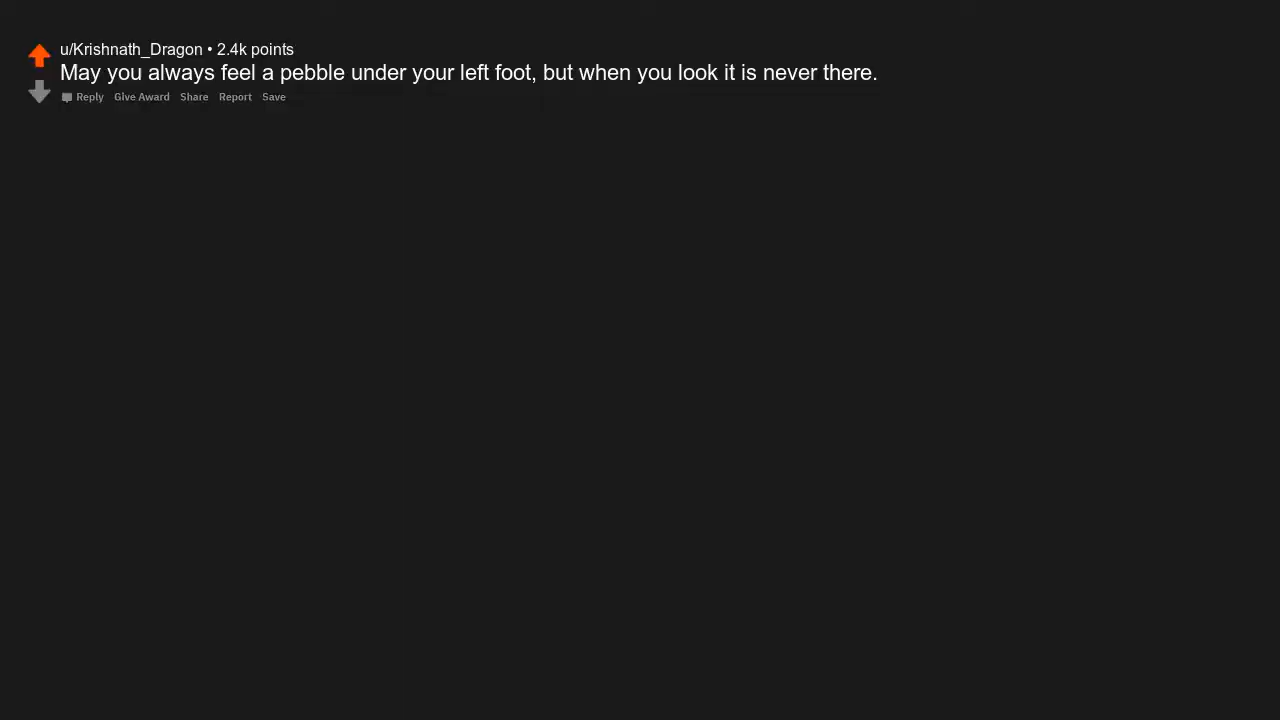 u/Krishnath_Dragon • 2.4k points
May you always feel a pebble under your left foot, but when you look it is never there.
Reply Give Award Share Report Save